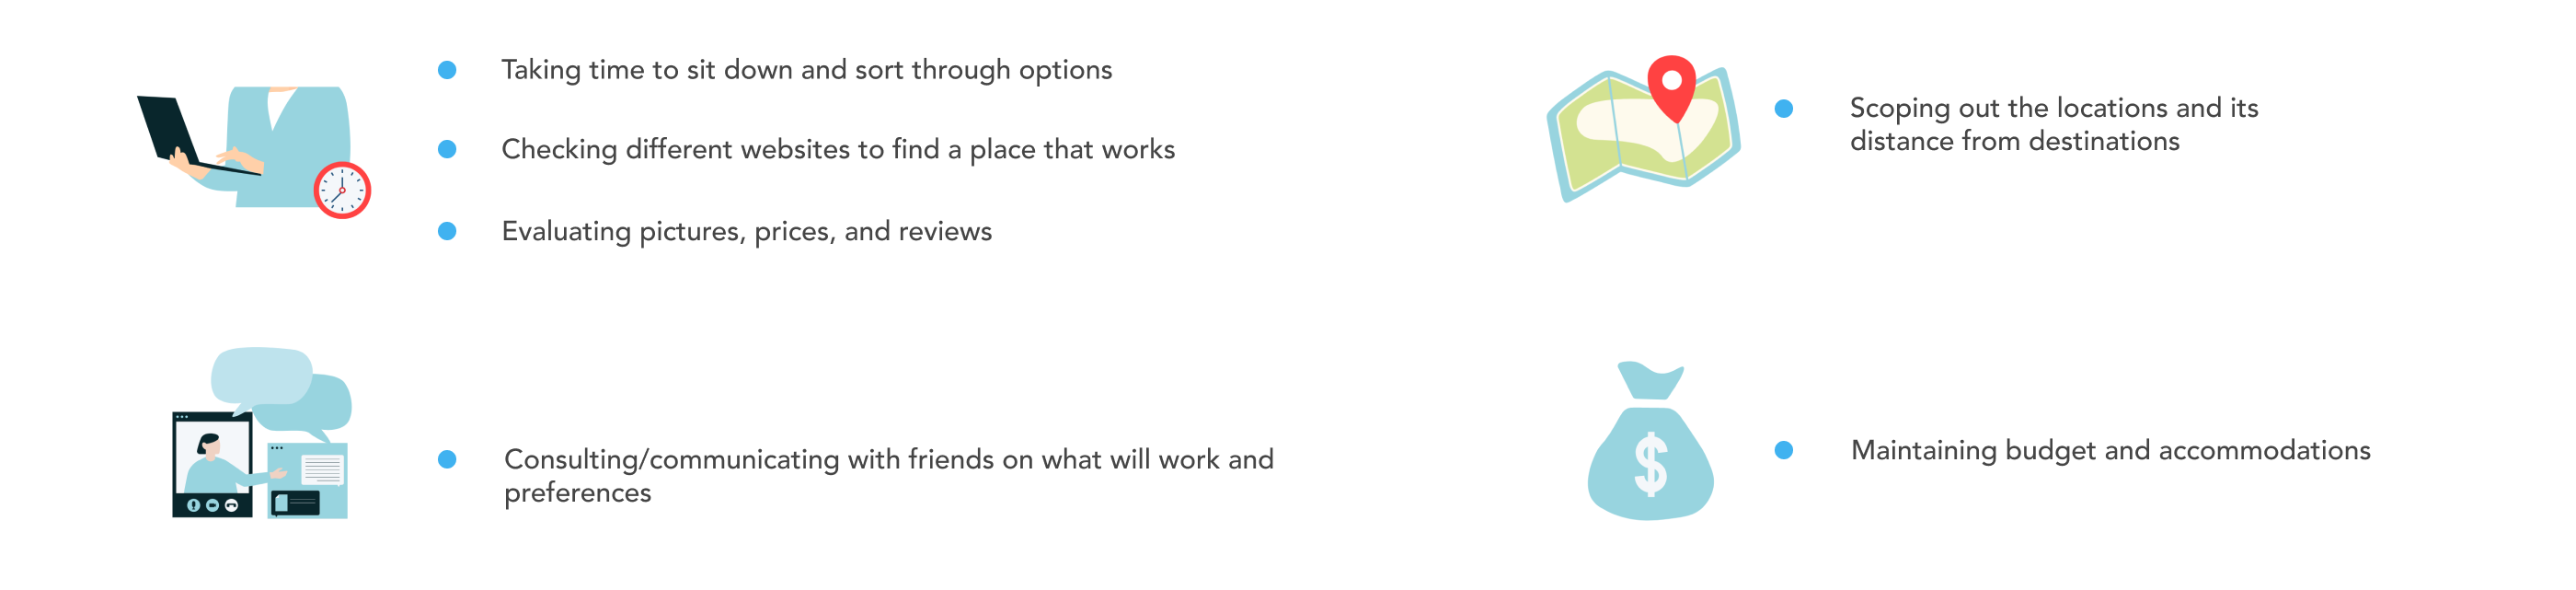 Taking time to sit down and sort through options
Checking different websites to find a place that works
Evaluating pictures, prices, and reviews
Scoping out the locations and its
distance from destinations
Consulting/communicating with friends on what will work and
preferences
$
Maintaining budget and accommodations